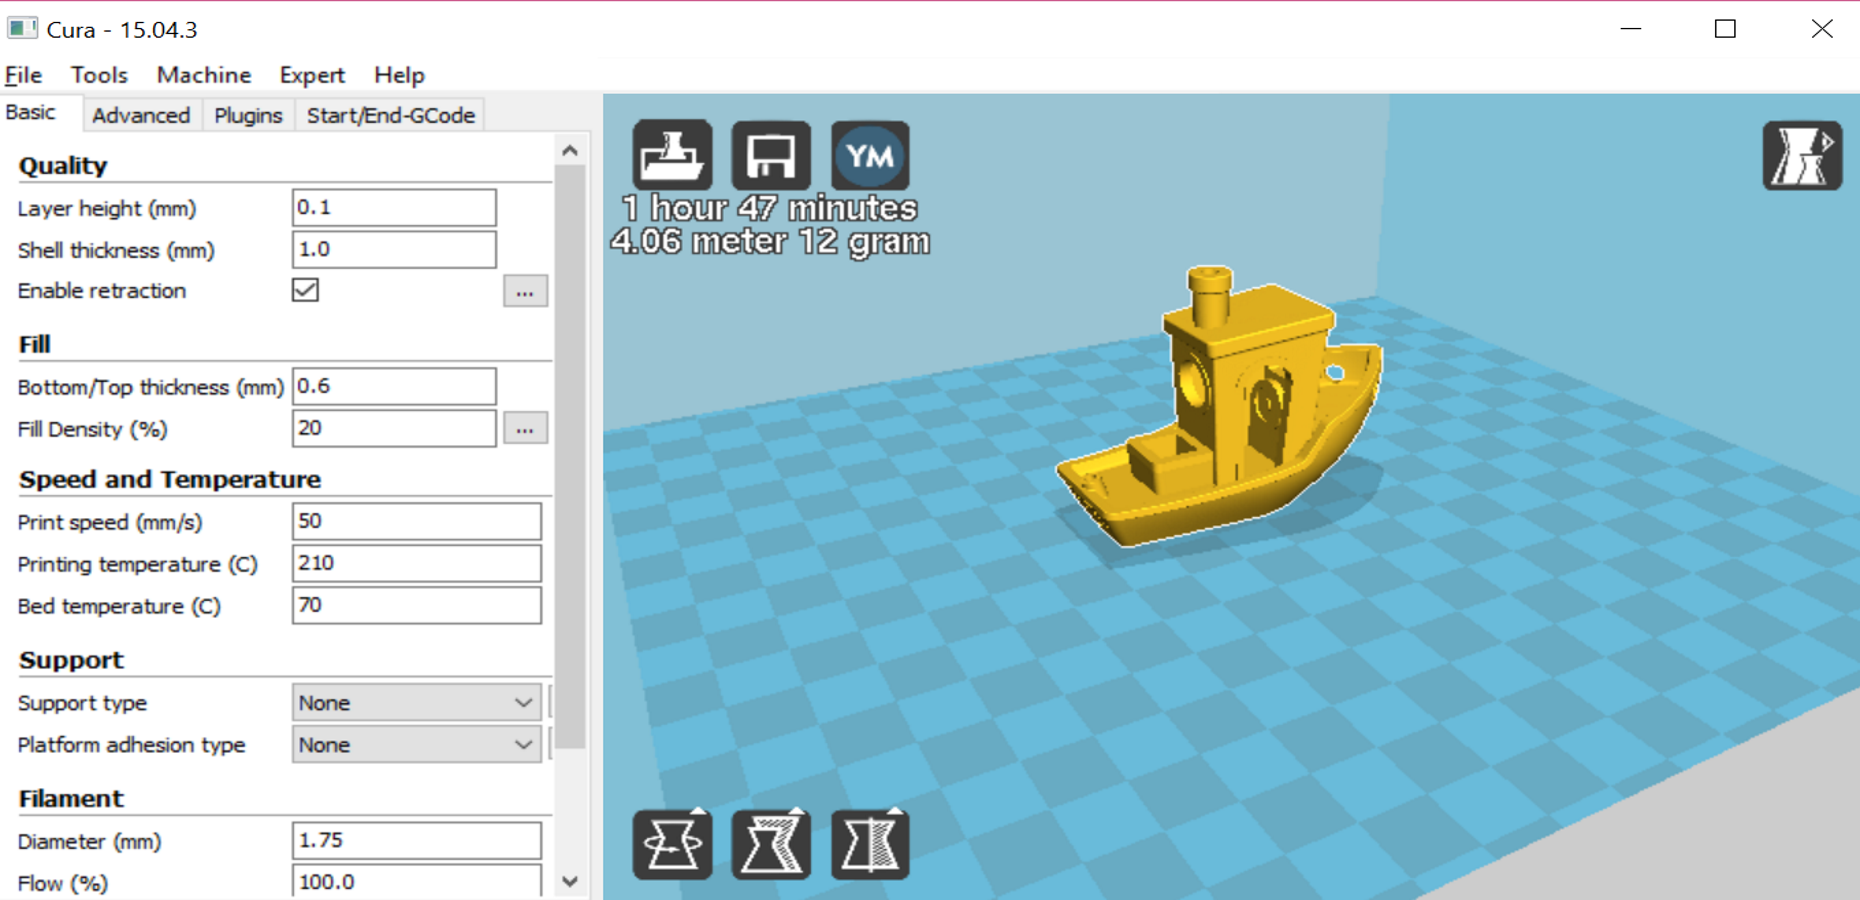 Cura - 15.04.3
File Tools Machine Expert Help
Basic Advanced Plugins Start/End-GCode
Quality
Layer height (mm) 0.1
Shell thickness (mm) 1.0
Enable retraction ...
Fill
Bottom/Top thickness (mm) 0.6
Fill Density (%) 20 ...
Speed and Temperature
Print speed (mm/s) 50
Printing temperature (C) 210
Bed temperature (C) 70
Support
Support type None
Platform adhesion type None
Filament
Diameter (mm) 1.75
Flow (%) 100.0
YM
1 hour 47 minutes
4.06 meter 12 gram